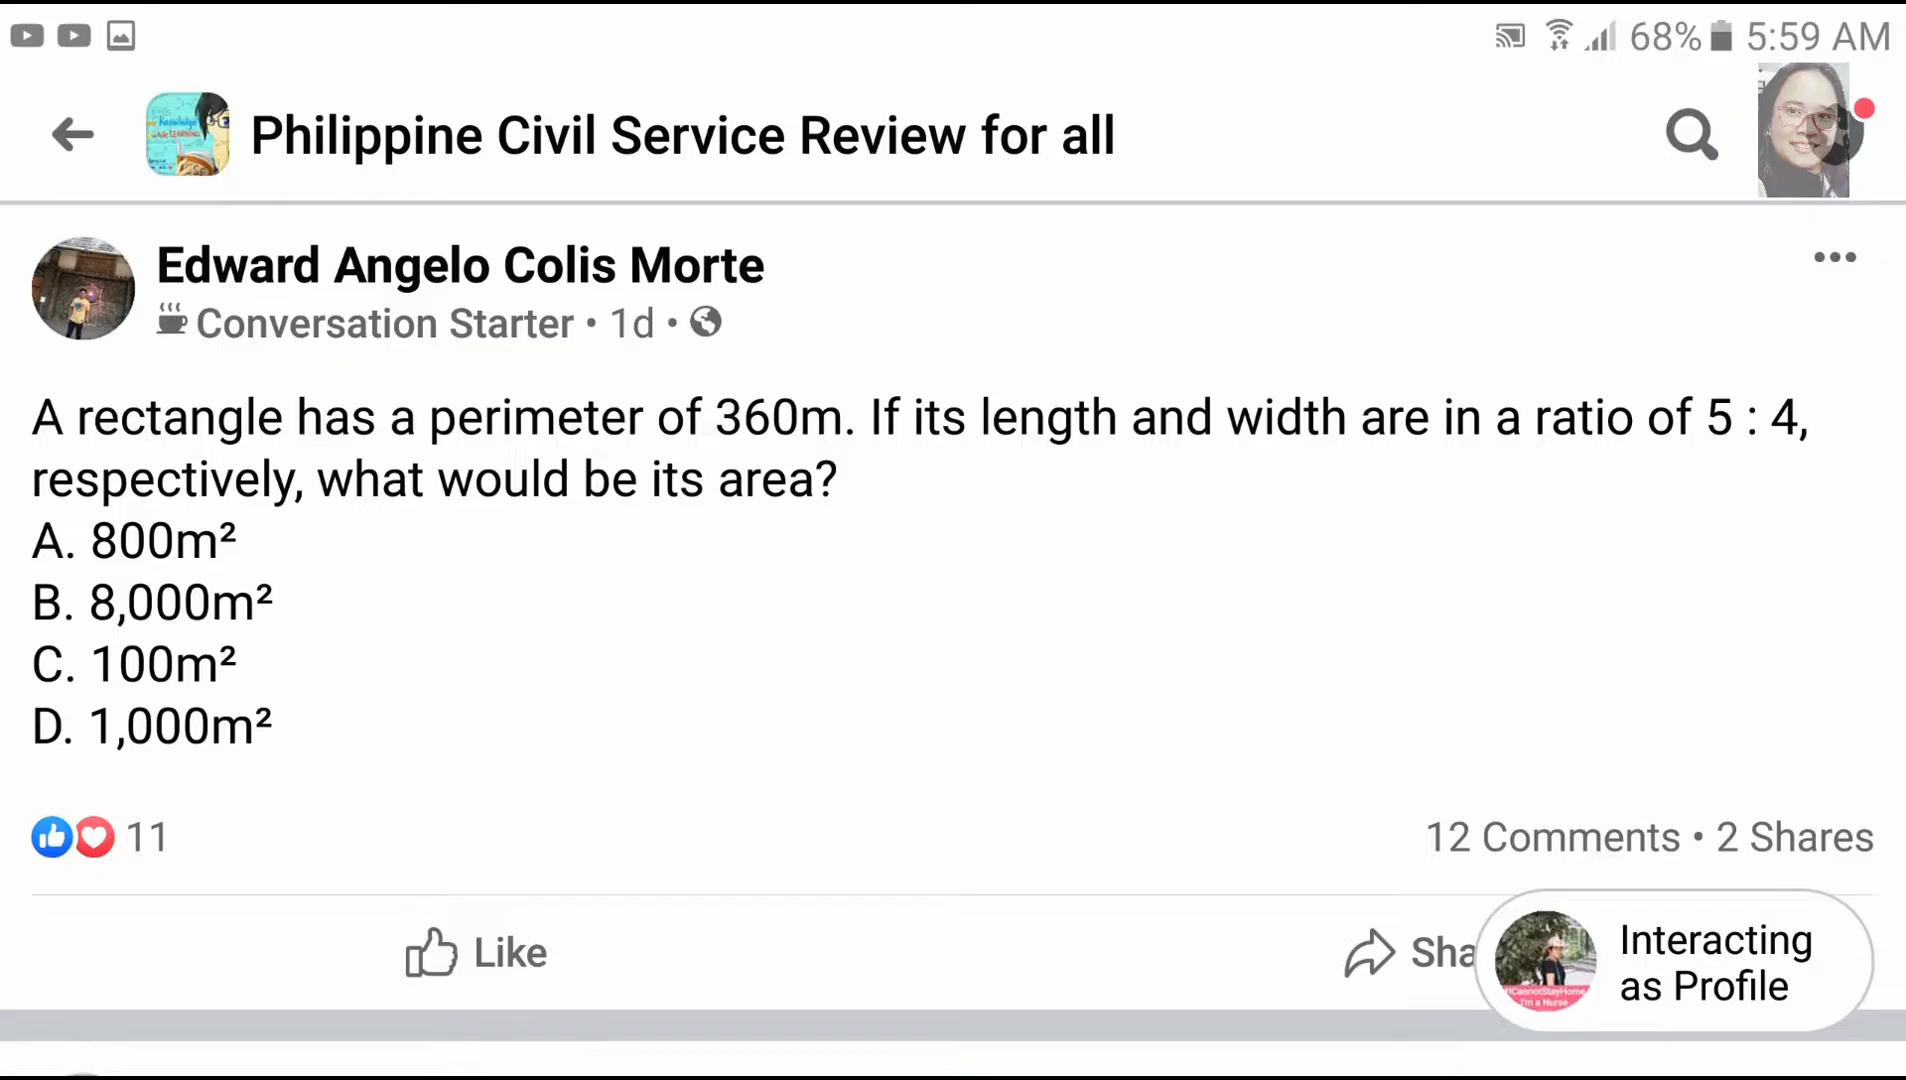 68% 5:59 AM
Philippine Civil Service Review for all
Edward Angelo Colis Morte
Conversation Starter • 1d •
A rectangle has a perimeter of 360m. If its length and width are in a ratio of 5 : 4,
respectively, what would be its area?
A. 800m²
B. 8,000m²
C. 100m²
D. 1,000m²
11
12 Comments • 2 Shares
Like
Sha
Interacting
as Profile
I'm a Nurse